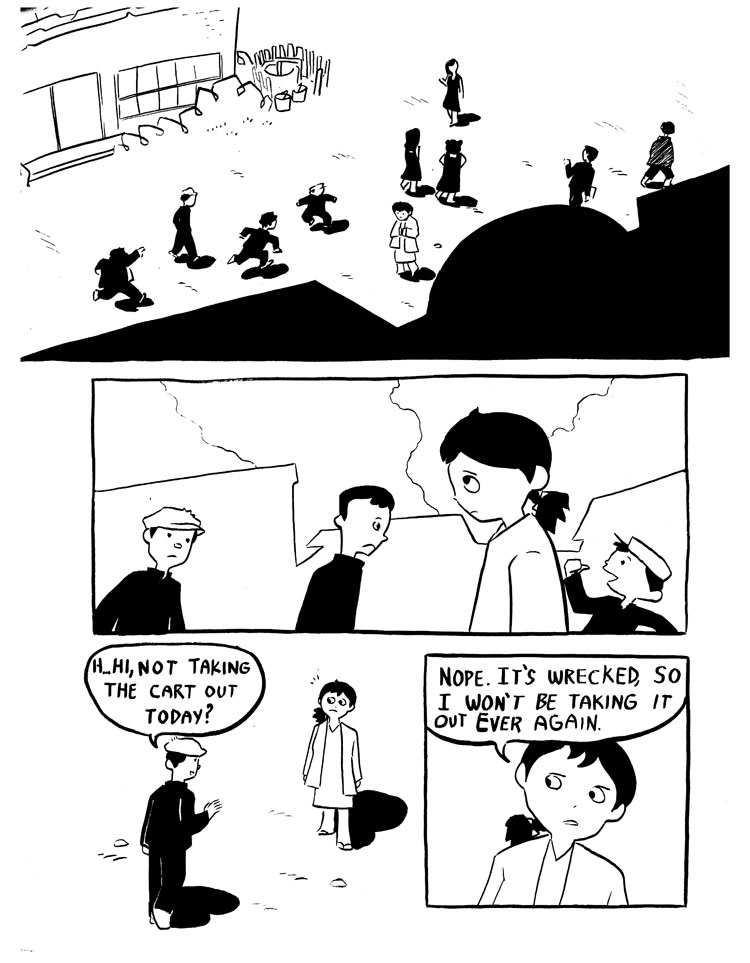 H...HI, NOT TAKING
THE CART OUT
TODAY?
NOPE. IT'S WRECKED, SO
I WON'T BE TAKING IT
OUT EVER AGAIN.